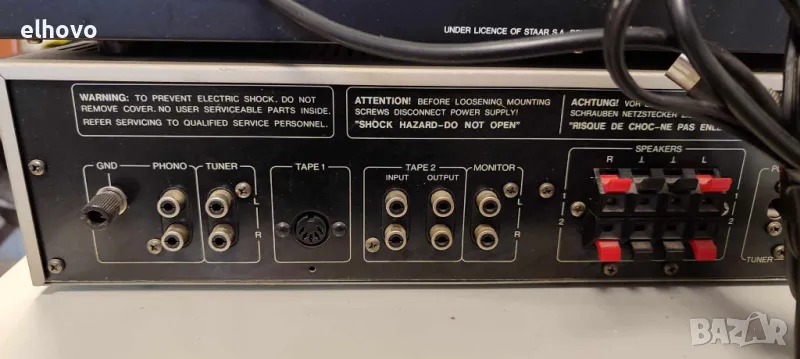 elhovo
UNDER LICENCE OF STAAR S.A.
WARNING: TO PREVENT ELECTRIC SHOCK. DO NOT
REMOVE COVER. NO USER SERVICEABLE PARTS INSIDE.
REFER SERVICING TO QUALIFIED SERVICE PERSONNEL.
ATTENTION! BEFORE LOOSENING MOUNTING
SCREWS DISCONNECT POWER SUPPLY!
"SHOCK HAZARD-DO NOT OPEN"
ACHTUNG! VOR
SCHRAUBEN NETZSTECKER
"RISQUE DE CHOC-NE PAS
GND PHONO TUNER
L
R
TAPE 1
TAPE 2
INPUT OUTPUT
MONITOR
L
R
SPEAKERS
R ⊥ ⊥ L
1 1
2 2
TUNER
BAZAR